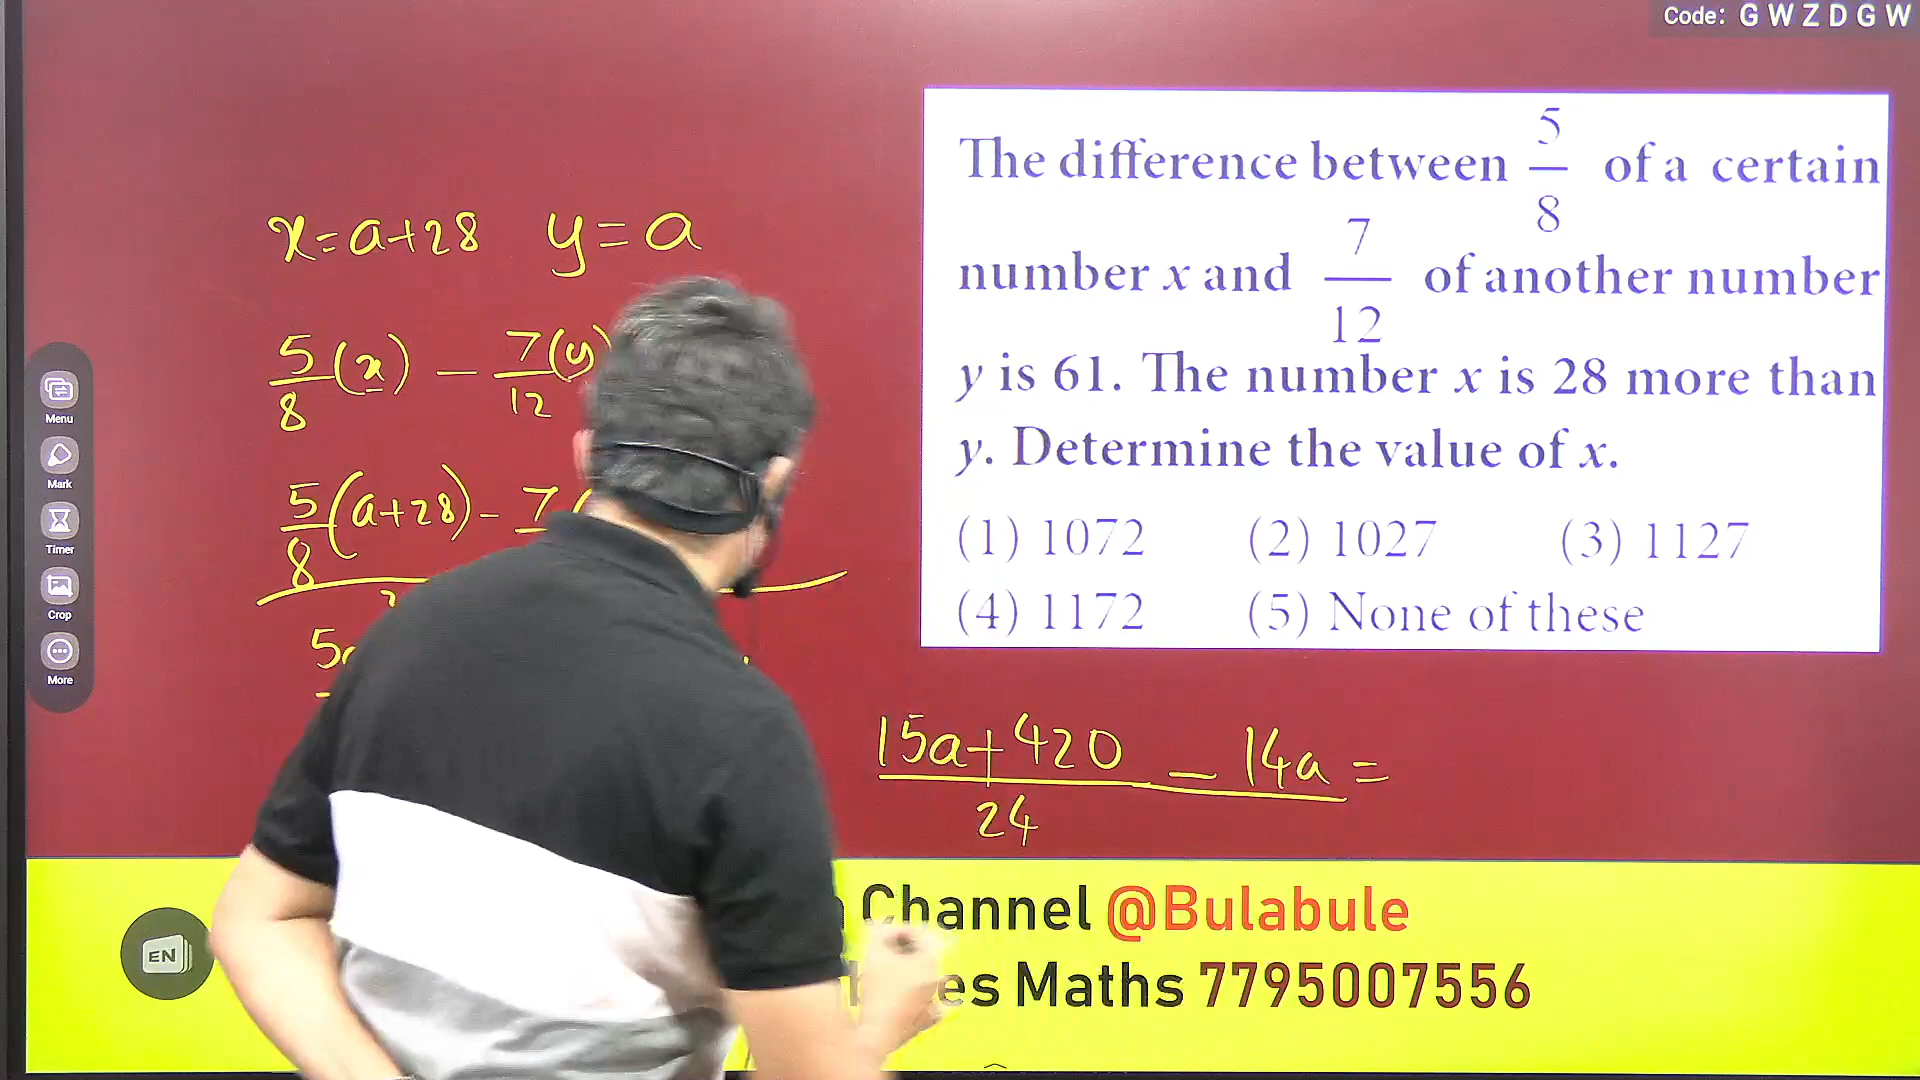 Code: G W Z D G W
The difference between 5/8 of a certain
number x and 7/12 of another number
y is 61. The number x is 28 more than
y. Determine the value of x.
(1) 1072 (2) 1027 (3) 1127
(4) 1172 (5) None of these
x = a+28 y = a
5/8 (x) - 7/12 (y)
5/8 (a+28) - 7
15a+420 - 14a =
24
Menu
Mark
Timer
Crop
More
EN
Channel @Bulabule
Maths 7795007556